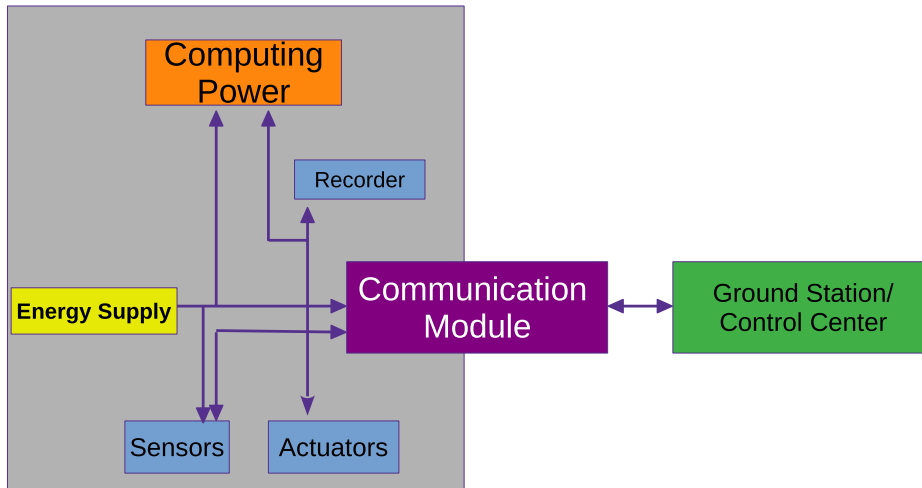 Computing
Power
Recorder
Communication
Module
Ground Station/
Control Center
Energy Supply
Sensors
Actuators